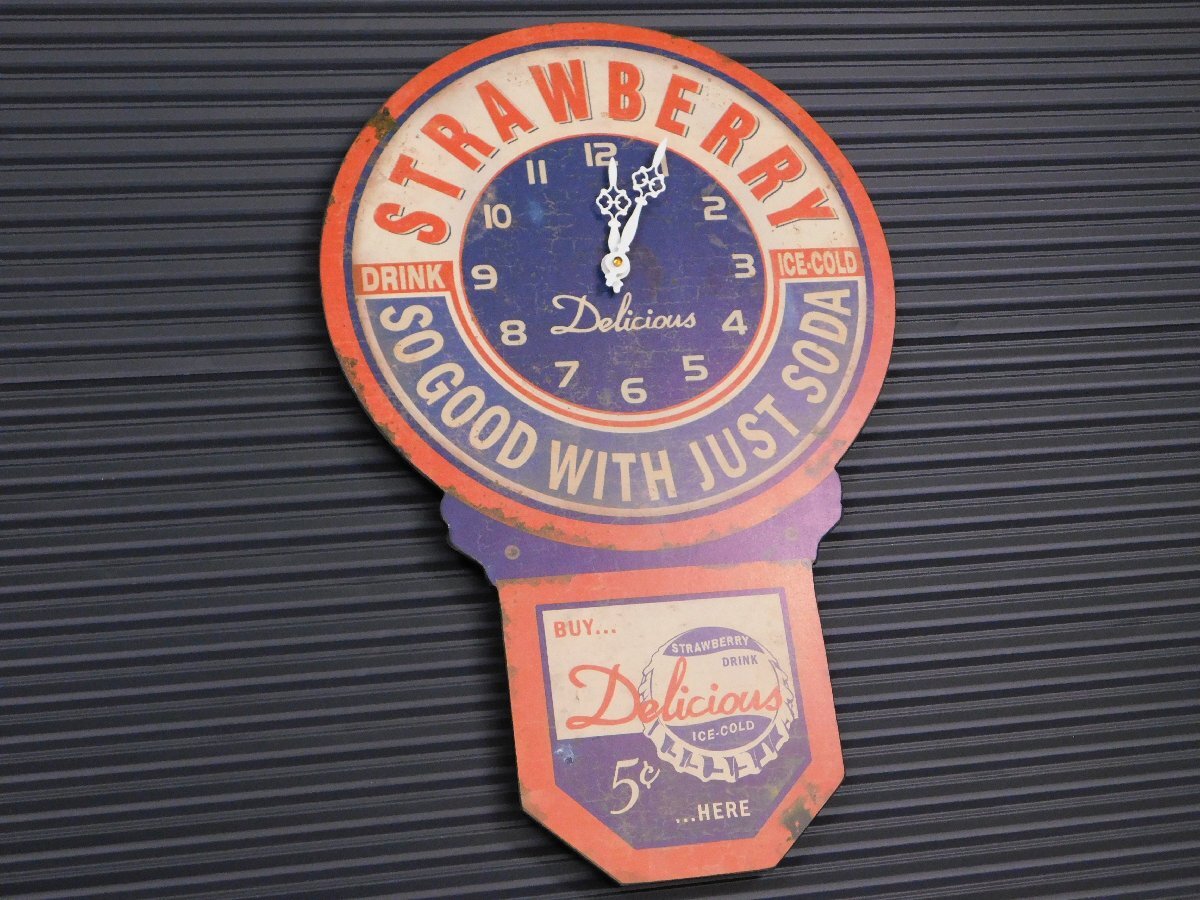 STRAWBERRY
DRINK
ICE-COLD
12
1
2
3
4
5
6
7
8
9
10
11
Delicious
SO GOOD WITH JUST SODA
BUY...
STRAWBERRY
DRINK
Delicious
ICE-COLD
5¢
...HERE